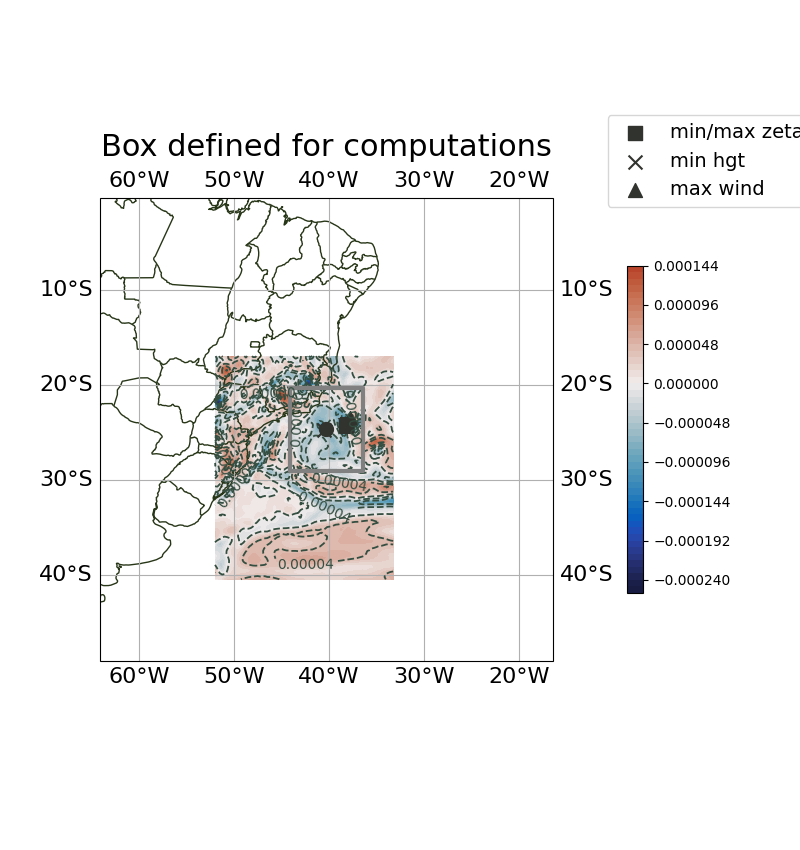 Box defined for computations
min/max zeta
min hgt
max wind
60°W 50°W 40°W 30°W 20°W
10°S 10°S
20°S 20°S
30°S 30°S
40°S 40°S
60°W 50°W 40°W 30°W 20°W
0.00004
0.00004
0.00004
0.000144
0.000096
0.000048
0.000000
−0.000048
−0.000096
−0.000144
−0.000192
−0.000240